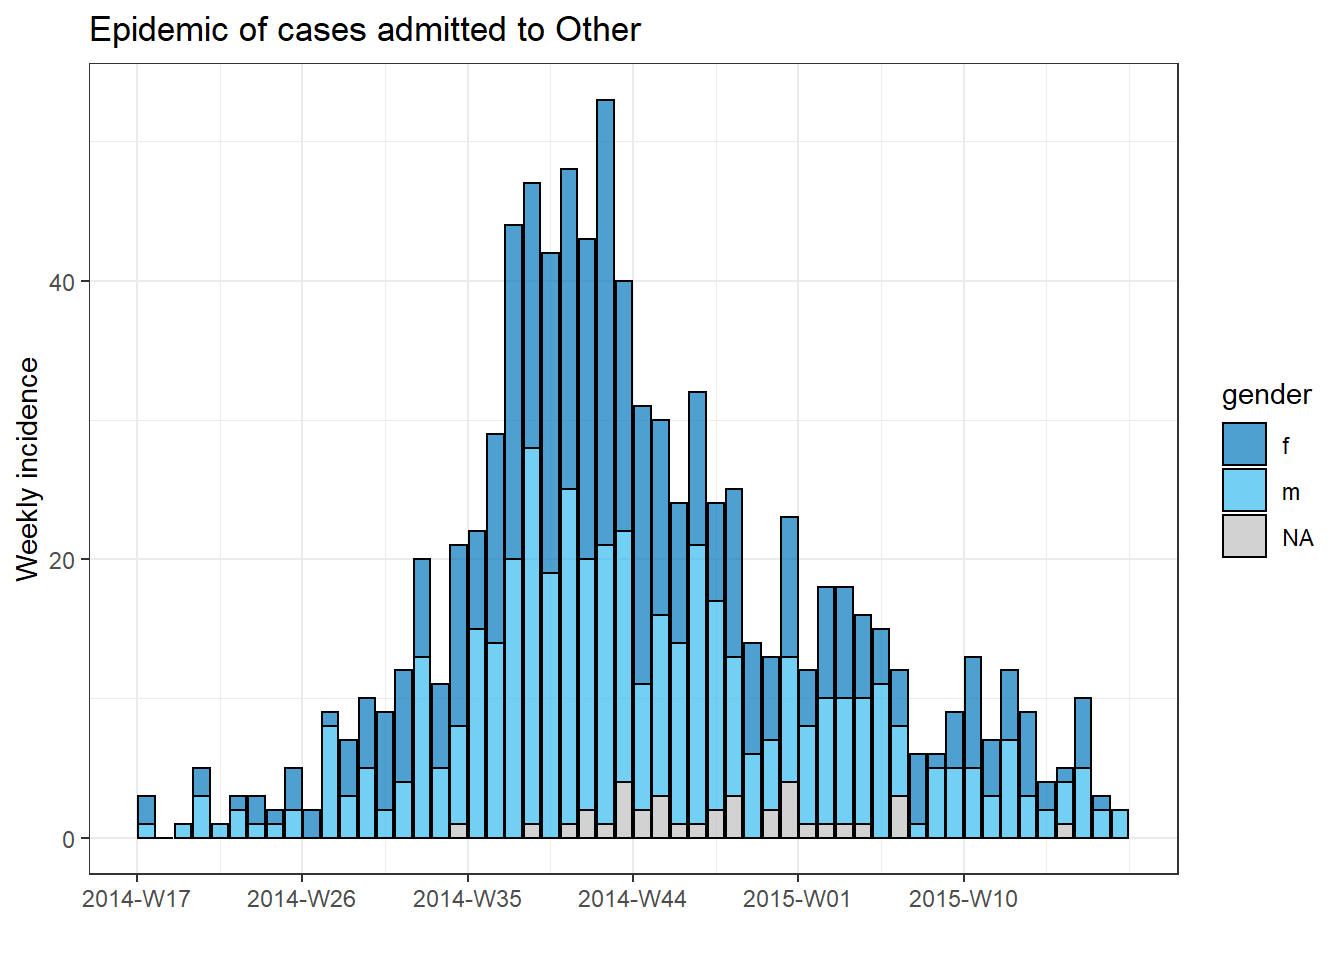 Epidemic of cases admitted to Other
Weekly incidence
40
20
0
2014-W17 2014-W26 2014-W35 2014-W44 2015-W01 2015-W10
gender
f
m
NA